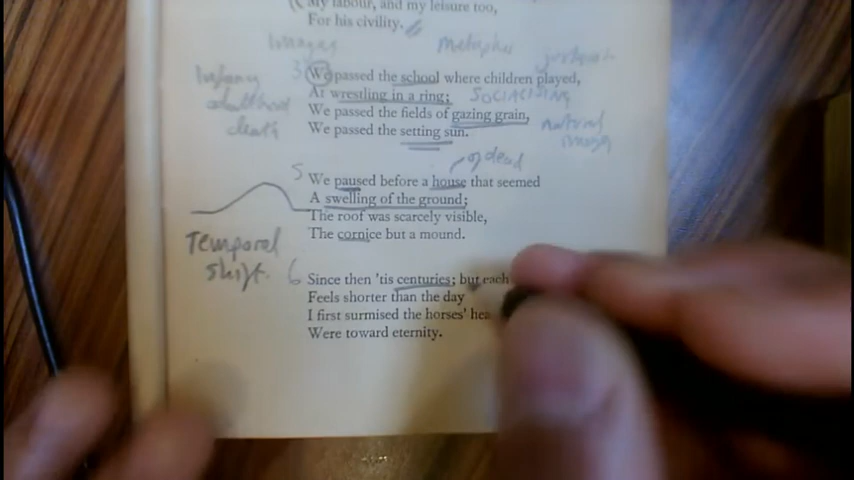 My labour, and my leisure too,
For his civility.
Images
metaphor
3 We passed the school where children played,
Infancy
At wrestling in a ring; SOCIALISING
adulthood
We passed the fields of gazing grain,
natural
death
We passed the setting sun.
of dead
5 We paused before a house that seemed
A swelling of the ground;
The roof was scarcely visible,
The cornice but a mound.
Temporal
shift.
6 Since then 'tis centuries; but each
Feels shorter than the day
I first surmised the horses' hea
Were toward eternity.